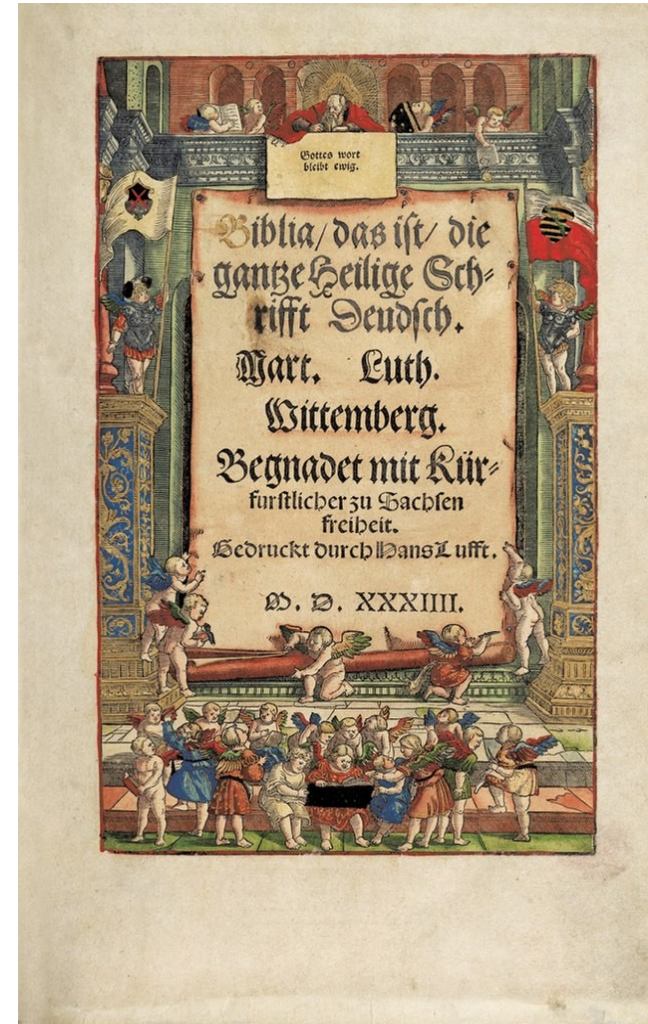 Gottes wort
bleibt ewig.
Biblia/ das ist/ die
gantze Heilige Sch=
rifft Deudsch.
Mart. Luth.
Wittemberg.
Begnadet mit Kür=
furstlicher zu Sachsen
freiheit.
Gedruckt durch Hans Lufft.
M. D. XXXIIII.